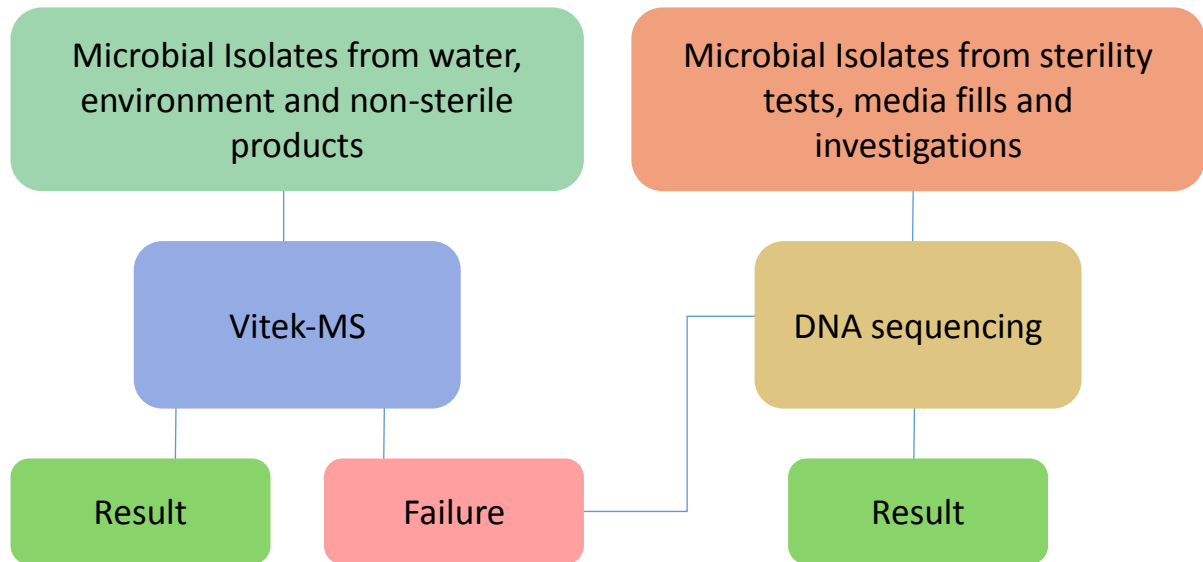 Microbial Isolates from water,
environment and non-sterile
products
Microbial Isolates from sterility
tests, media fills and
investigations
Vitek-MS
DNA sequencing
Result
Failure
Result